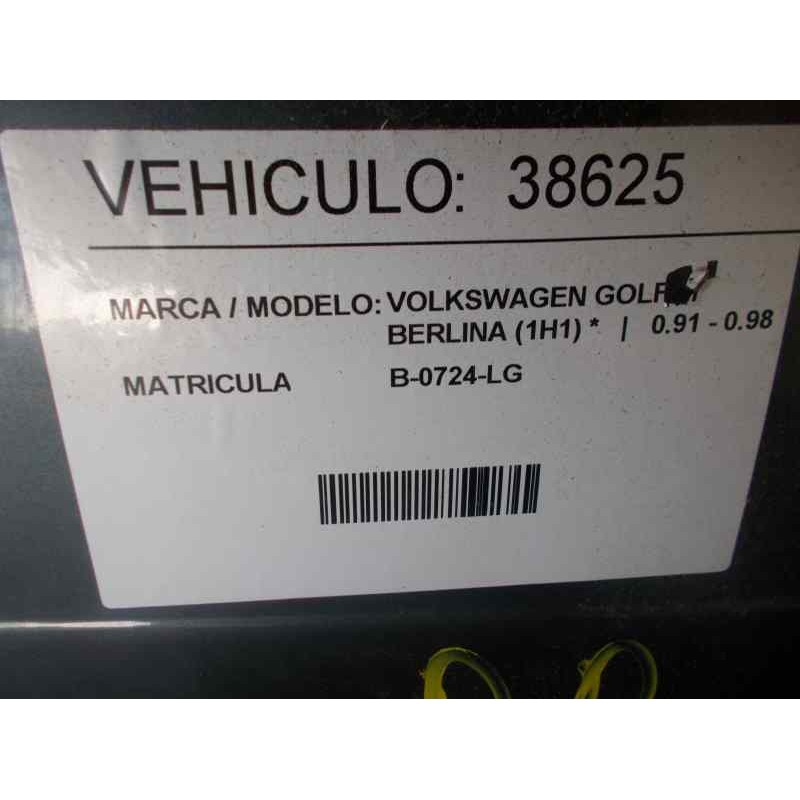 VEHICULO: 38625
MARCA / MODELO: VOLKSWAGEN GOLF
BERLINA (1H1) * | 0.91 - 0.98
MATRICULA B-0724-LG